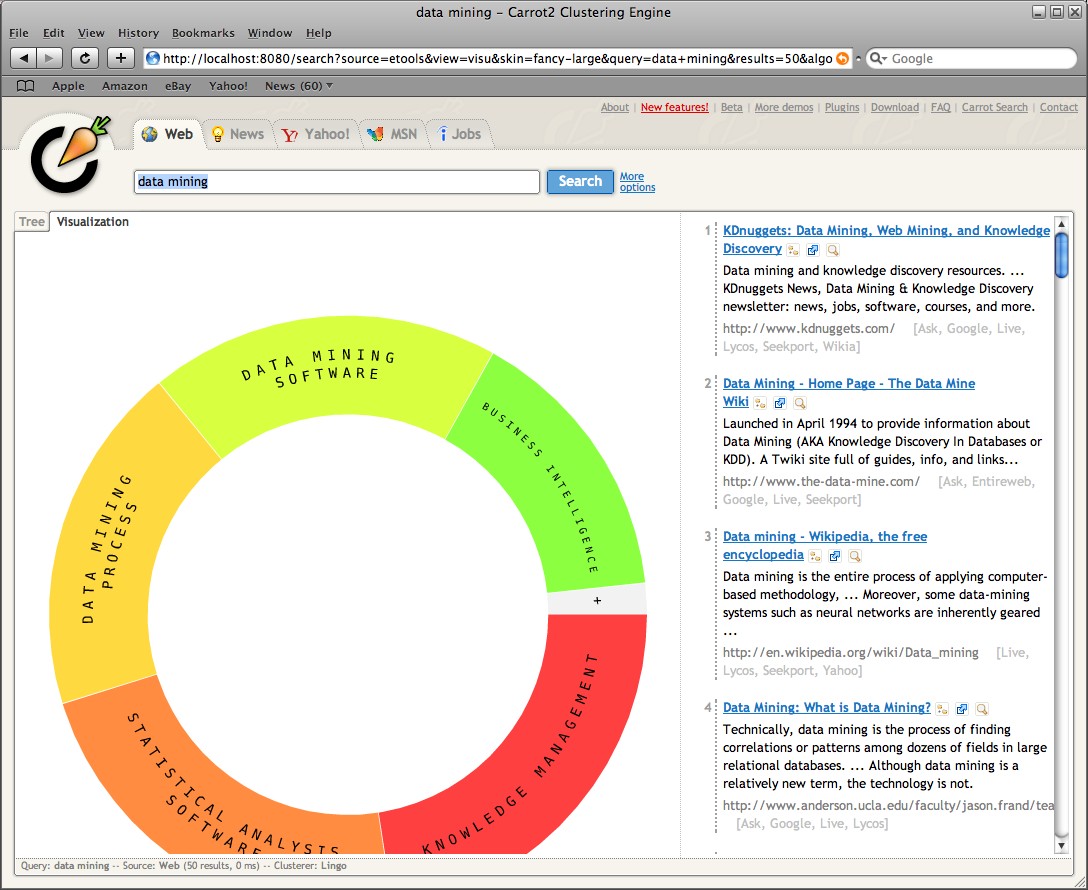 data mining – Carrot2 Clustering Engine
File Edit View History Bookmarks Window Help
http://localhost:8080/search?source=etools&view=visu&skin=fancy-large&query=data+mining&results=50&algo
Google
Apple Amazon eBay Yahoo! News (60)
About | New features! | Beta | More demos | Plugins | Download | FAQ | Carrot Search | Contact
Web News Yahoo! MSN Jobs
data mining Search More options
Tree Visualization
DATA MINING
SOFTWARE
BUSINESS INTELLIGENCE
+
DATA MINING
PROCESS
STATISTICAL ANALYSIS
SOFTWARE
KNOWLEDGE MANAGEMENT
1 KDnuggets: Data Mining, Web Mining, and Knowledge
Discovery
Data mining and knowledge discovery resources. ...
KDnuggets News, Data Mining & Knowledge Discovery
newsletter: news, jobs, software, courses, and more.
http://www.kdnuggets.com/ [Ask, Google, Live,
Lycos, Seekport, Wikia]
2 Data Mining - Home Page - The Data Mine
Wiki
Launched in April 1994 to provide information about
Data Mining (AKA Knowledge Discovery In Databases or
KDD). A Twiki site full of guides, info, and links...
http://www.the-data-mine.com/ [Ask, Entireweb,
Google, Live, Seekport]
3 Data mining - Wikipedia, the free
encyclopedia
Data mining is the entire process of applying computer-
based methodology, ... Moreover, some data-mining
systems such as neural networks are inherently geared
...
http://en.wikipedia.org/wiki/Data_mining [Live,
Lycos, Seekport, Yahoo]
4 Data Mining: What is Data Mining?
Technically, data mining is the process of finding
correlations or patterns among dozens of fields in large
relational databases. ... Although data mining is a
relatively new term, the technology is not.
http://www.anderson.ucla.edu/faculty/jason.frand/tea
[Ask, Google, Live, Lycos]
Query: data mining -- Source: Web (50 results, 0 ms) -- Clusterer: Lingo